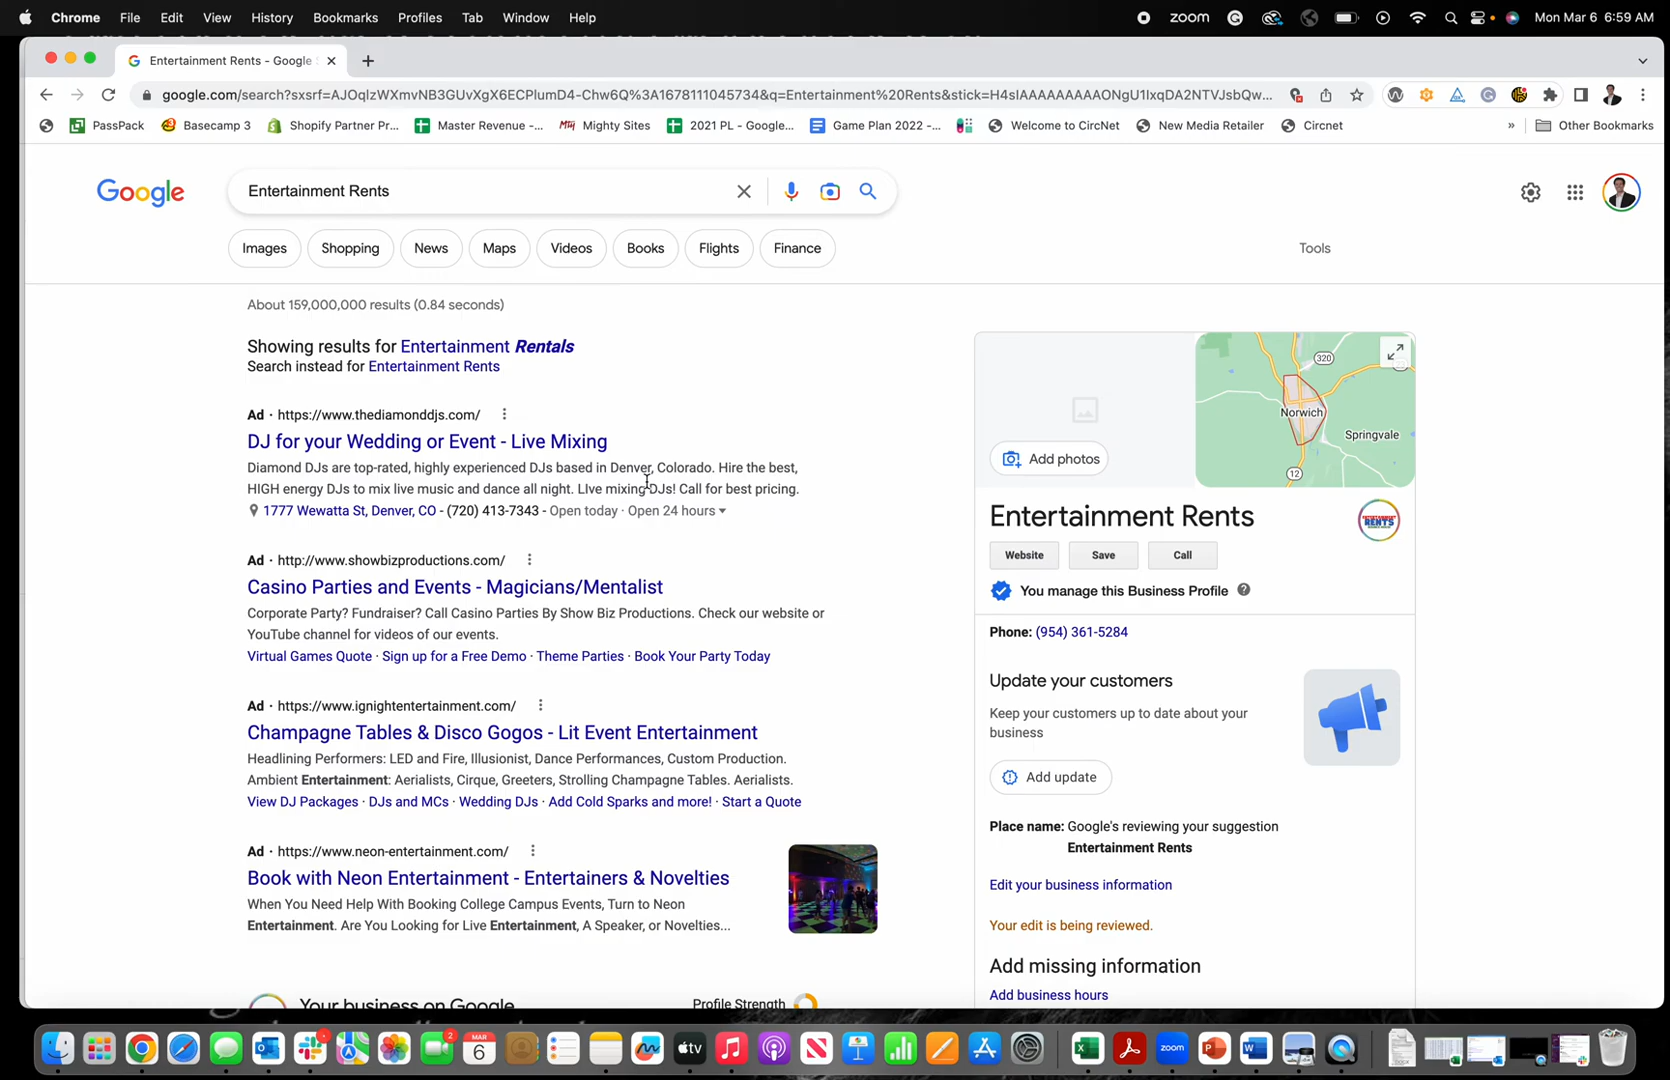 Chrome File Edit View History Bookmarks Profiles Tab Window Help
zoom Mon Mar 6 6:59 AM
Entertainment Rents - Google
google.com/search?sxsrf=AJOqlzWXmvNB3GUvXgX6ECPlumD4-Chw6Q%3A1678111045734&q=Entertainment%20Rents&stick=H4sIAAAAAAAAAONgU1IxqDA2NTVJsbQw...
PassPack Basecamp 3 Shopify Partner Pr... Master Revenue -... Mighty Sites 2021 PL - Google... Game Plan 2022 -... Welcome to CircNet New Media Retailer Circnet » Other Bookmarks
Google
Entertainment Rents
Images Shopping News Maps Videos Books Flights Finance Tools
About 159,000,000 results (0.84 seconds)
Showing results for Entertainment Rentals
Search instead for Entertainment Rents
Ad · https://www.thediamonddjs.com/
DJ for your Wedding or Event - Live Mixing
Diamond DJs are top-rated, highly experienced DJs based in Denver, Colorado. Hire the best,
HIGH energy DJs to mix live music and dance all night. LIve mixing DJs! Call for best pricing.
1777 Wewatta St, Denver, CO - (720) 413-7343 - Open today · Open 24 hours
Ad · http://www.showbizproductions.com/
Casino Parties and Events - Magicians/Mentalist
Corporate Party? Fundraiser? Call Casino Parties By Show Biz Productions. Check our website or
YouTube channel for videos of our events.
Virtual Games Quote · Sign up for a Free Demo · Theme Parties · Book Your Party Today
Ad · https://www.ignightentertainment.com/
Champagne Tables & Disco Gogos - Lit Event Entertainment
Headlining Performers: LED and Fire, Illusionist, Dance Performances, Custom Production.
Ambient Entertainment: Aerialists, Cirque, Greeters, Strolling Champagne Tables. Aerialists.
View DJ Packages · DJs and MCs · Wedding DJs · Add Cold Sparks and more! · Start a Quote
Ad · https://www.neon-entertainment.com/
Book with Neon Entertainment - Entertainers & Novelties
When You Need Help With Booking College Campus Events, Turn to Neon
Entertainment. Are You Looking for Live Entertainment, A Speaker, or Novelties...
Your business on Google
Profile Strength
320
Norwich
Springvale
12
Add photos
Entertainment Rents
ENTERTAINMENT
RENTS
Website Save Call
You manage this Business Profile
Phone: (954) 361-5284
Update your customers
Keep your customers up to date about your
business
Add update
Place name: Google's reviewing your suggestion
Entertainment Rents
Edit your business information
Your edit is being reviewed.
Add missing information
Add business hours
2
MAR
6
tv
zoom